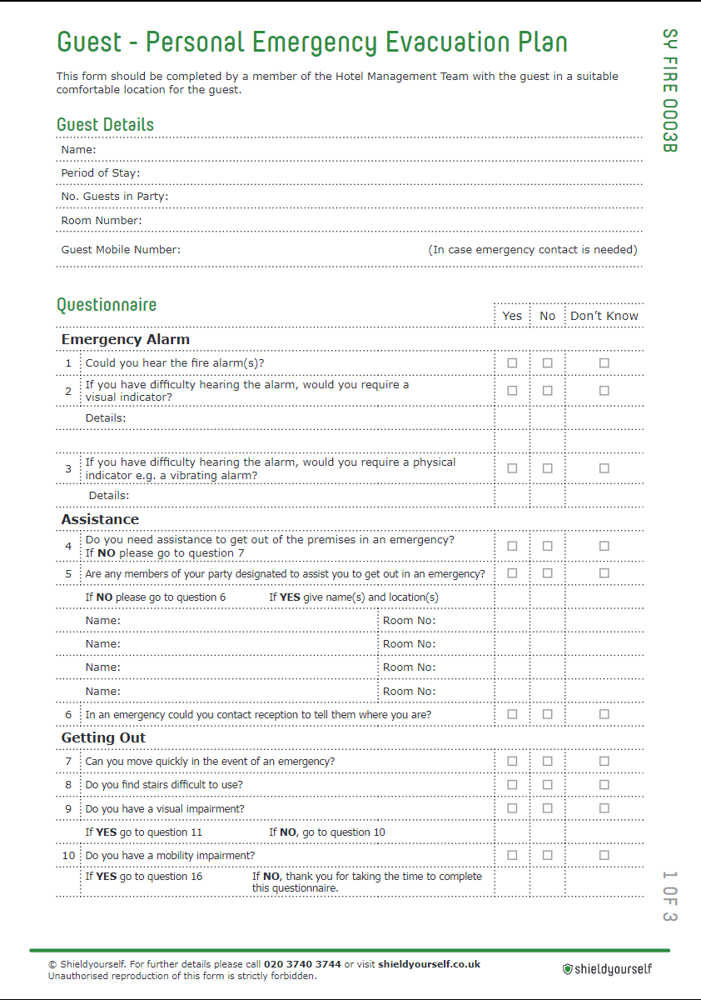 Guest - Personal Emergency Evacuation Plan
SY FIRE 0003B
This form should be completed by a member of the Hotel Management Team with the guest in a suitable
comfortable location for the guest.
Guest Details
Name:
Period of Stay:
No. Guests in Party:
Room Number:
Guest Mobile Number: (In case emergency contact is needed)
Questionnaire
Yes No Don't Know
Emergency Alarm
1 Could you hear the fire alarm(s)?
2 If you have difficulty hearing the alarm, would you require a
visual indicator?
Details:
3 If you have difficulty hearing the alarm, would you require a physical
indicator e.g. a vibrating alarm?
Details:
Assistance
4 Do you need assistance to get out of the premises in an emergency?
If NO please go to question 7
5 Are any members of your party designated to assist you to get out in an emergency?
If NO please go to question 6 If YES give name(s) and location(s)
Name: Room No:
Name: Room No:
Name: Room No:
Name: Room No:
6 In an emergency could you contact reception to tell them where you are?
Getting Out
7 Can you move quickly in the event of an emergency?
8 Do you find stairs difficult to use?
9 Do you have a visual impairment?
If YES go to question 11 If NO, go to question 10
10 Do you have a mobility impairment?
If YES go to question 16 If NO, thank you for taking the time to complete
this questionnaire.
1 OF 3
© Shieldyourself. For further details please call 020 3740 3744 or visit shieldyourself.co.uk
Unauthorised reproduction of this form is strictly forbidden.
shieldyourself